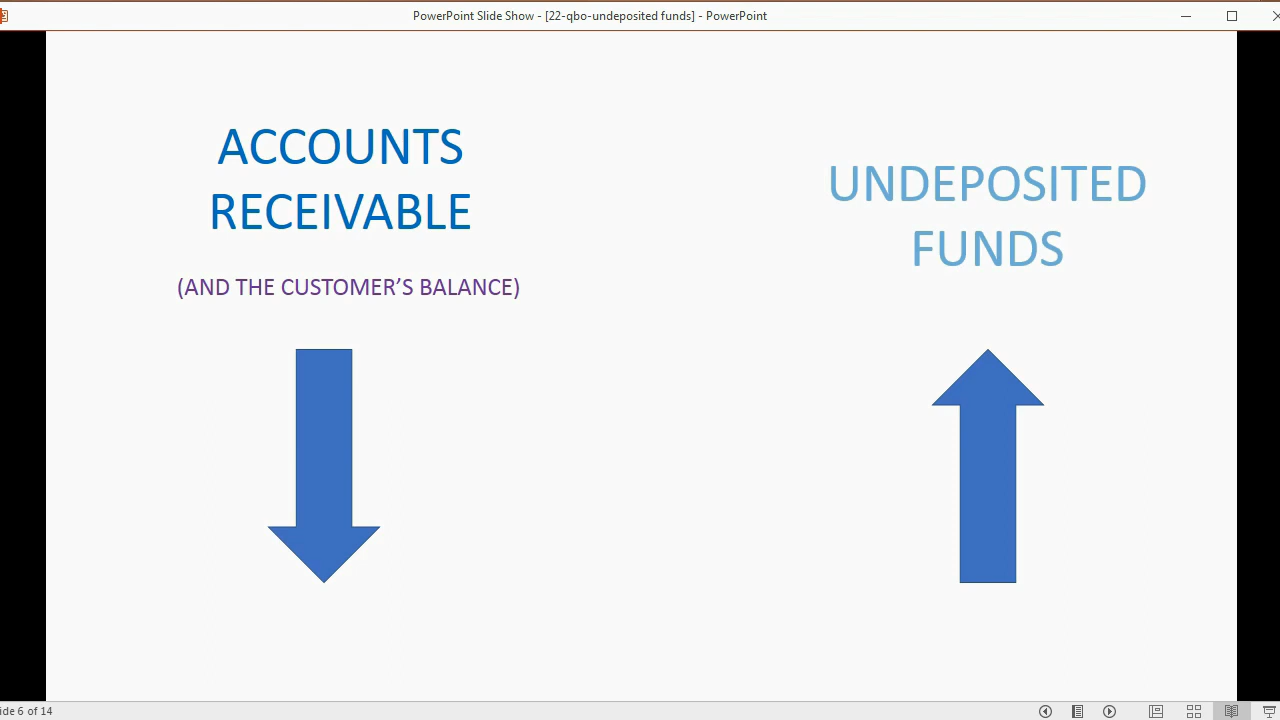 PowerPoint Slide Show - [22-qbo-undeposited funds] - PowerPoint
ACCOUNTS
RECEIVABLE
(AND THE CUSTOMER’S BALANCE)
UNDEPOSITED
FUNDS
ide 6 of 14